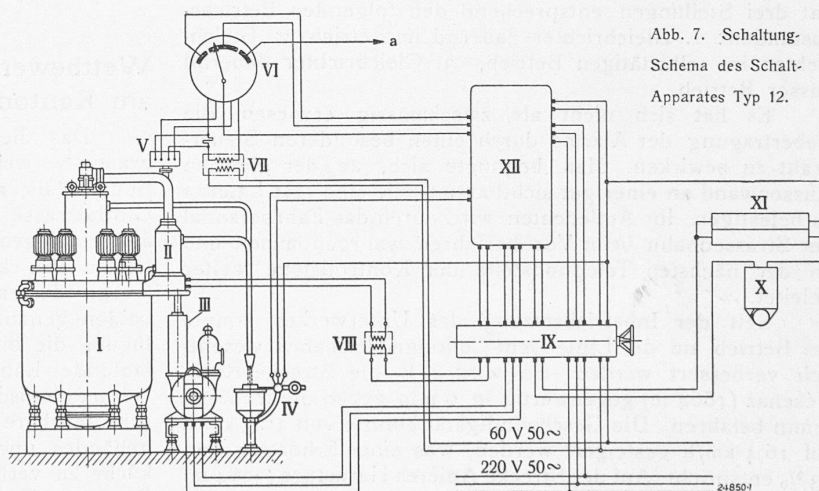 Abb. 7. Schaltung-
Schema des Schalt-
Apparates Typ 12.
a
VI
V
VII
XII
XI
II
X
III
I
VIII
IX
IV
60 V 50~
220 V 50~
24850·1